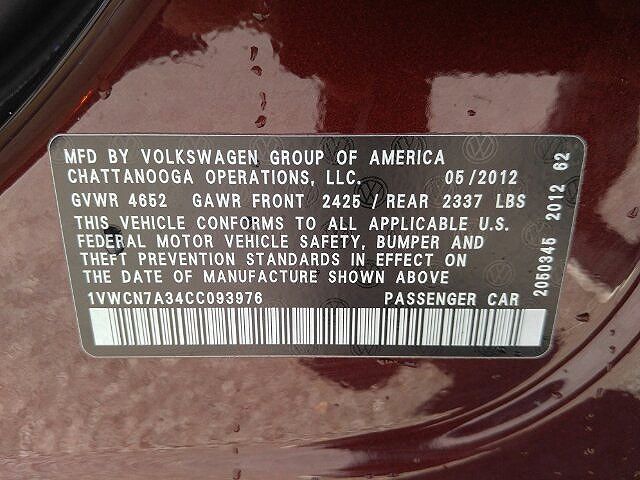 MFD BY VOLKSWAGEN GROUP OF AMERICA
CHATTANOOGA OPERATIONS, LLC. 05/2012
GVWR 4652 GAWR FRONT 2425 / REAR 2337 LBS
THIS VEHICLE CONFORMS TO ALL APPLICABLE U.S.
FEDERAL MOTOR VEHICLE SAFETY, BUMPER AND
THEFT PREVENTION STANDARDS IN EFFECT ON
THE DATE OF MANUFACTURE SHOWN ABOVE
1VWCN7A34CC093976 PASSENGER CAR
2060345 2012 62